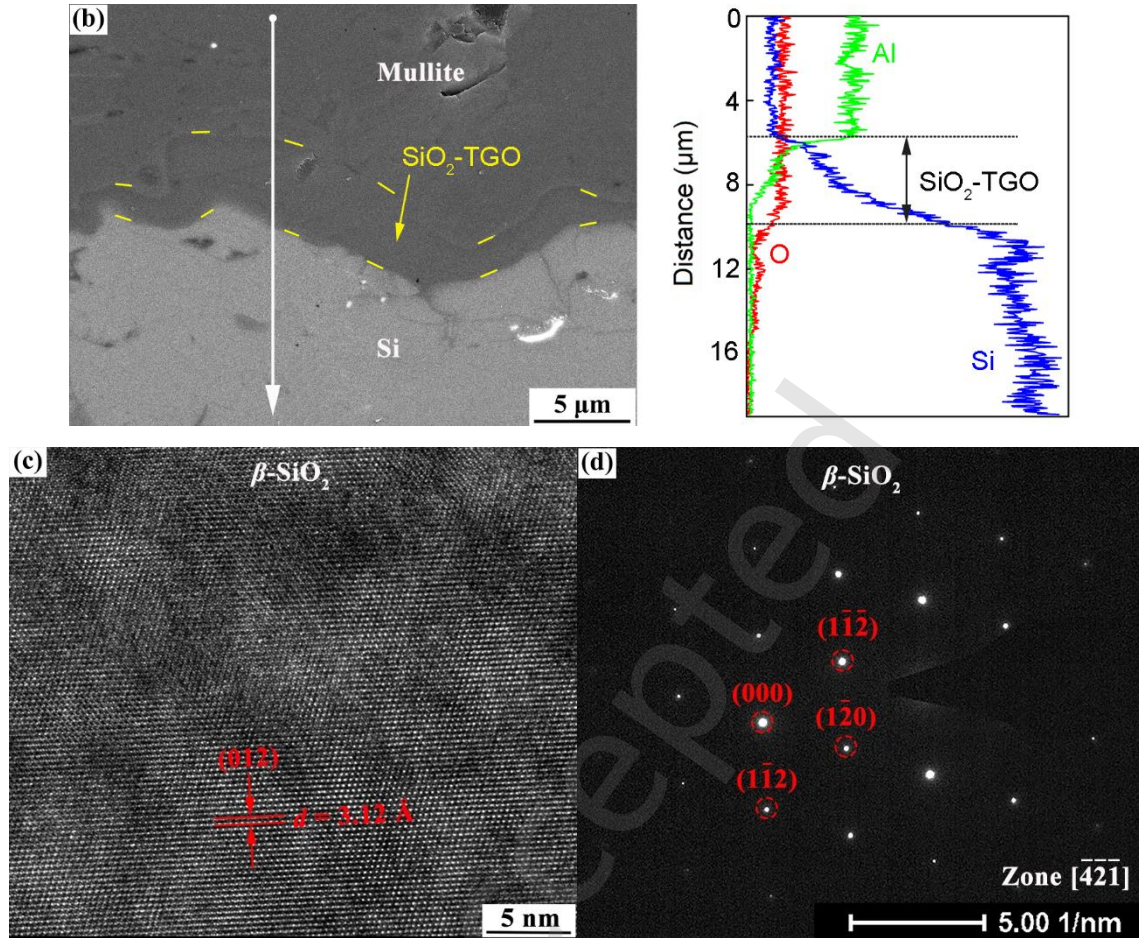 (b)
Mullite
SiO₂-TGO
Si
5 μm
0
4
8
12
16
Distance (μm)
Al
SiO₂-TGO
O
Si
(c)
β-SiO₂
(012)
d = 3.12 Å
5 nm
(d)
β-SiO₂
(11̅2̅)
(000)
(12̅0)
(11̅2)
Zone [4̅2̅1̅]
5.00 1/nm
epted